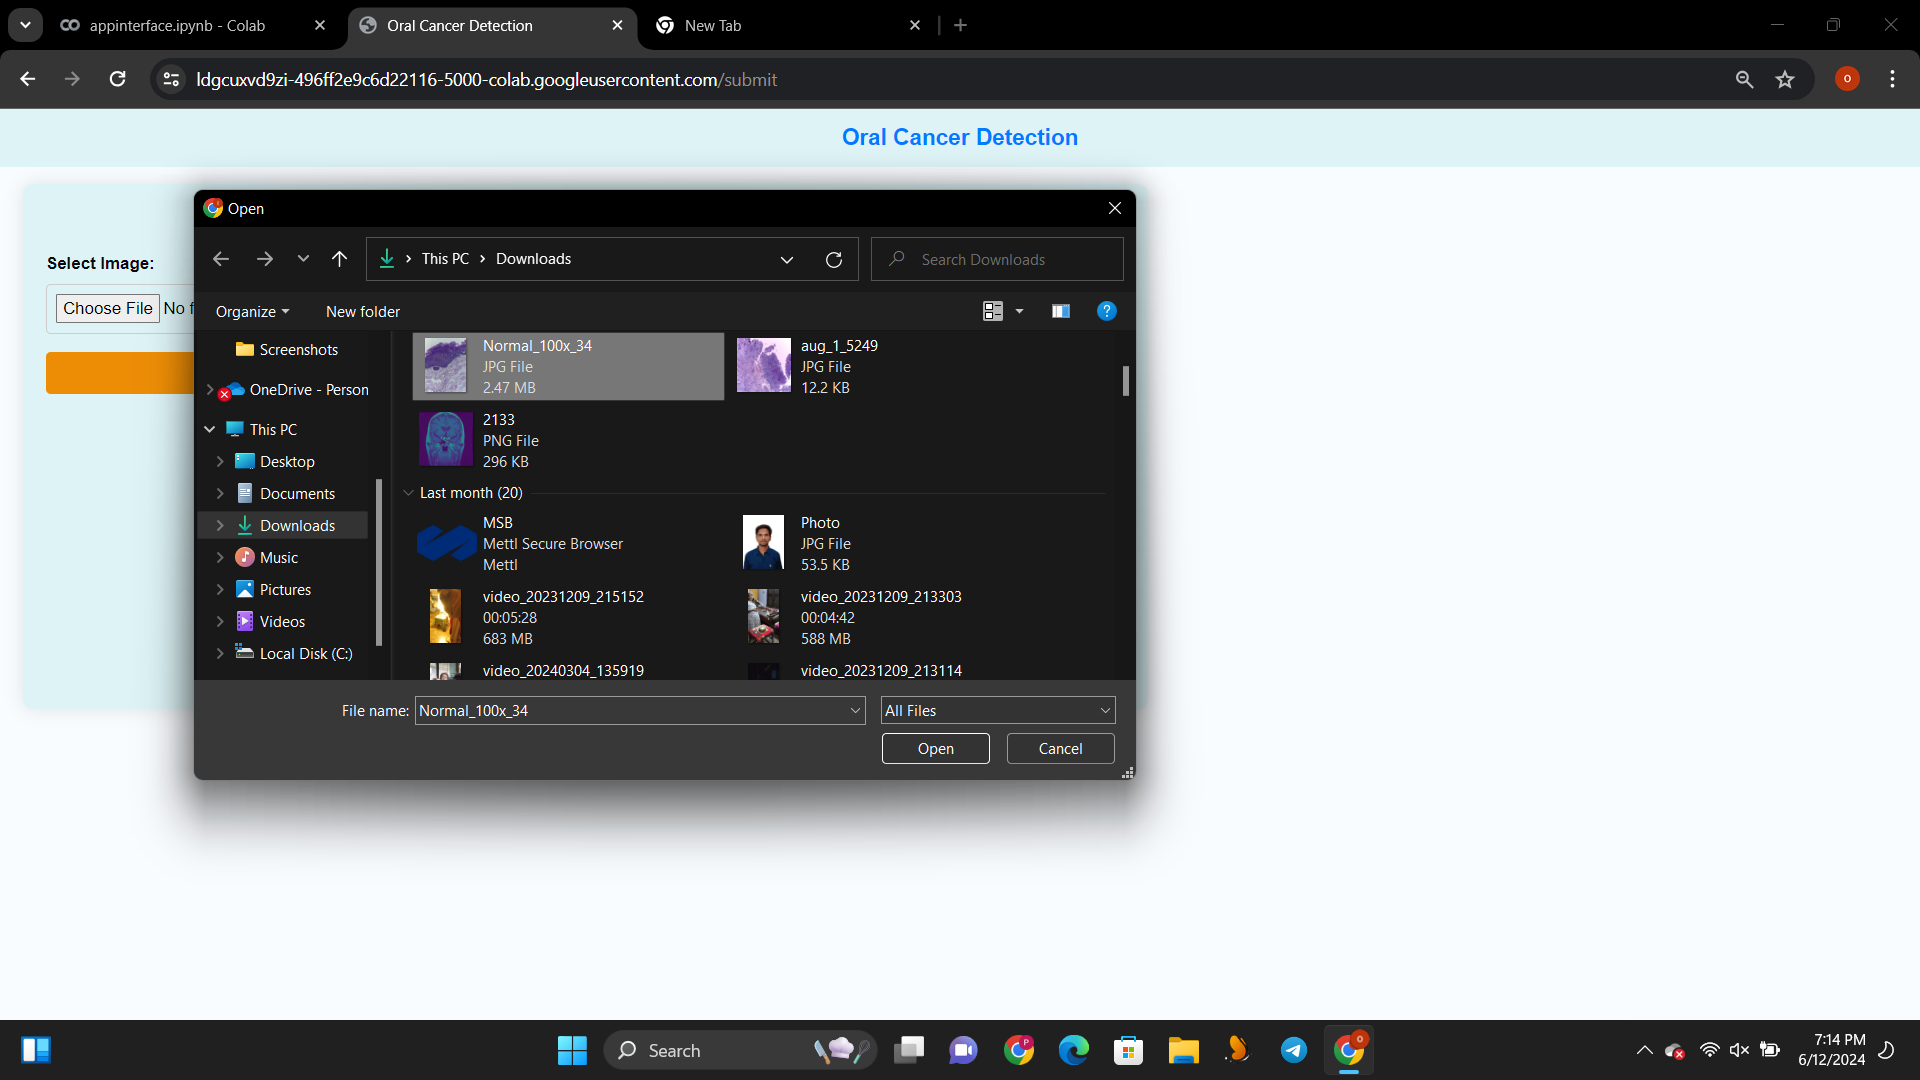 appinterface.ipynb - Colab
Oral Cancer Detection
New Tab
ldgcuxvd9zi-496ff2e9c6d22116-5000-colab.googleusercontent.com/submit
O
Oral Cancer Detection
Select Image:
Choose File No f
Open
This PC > Downloads
Search Downloads
Organize
New folder
?
Screenshots
OneDrive - Person
This PC
Desktop
Documents
Downloads
Music
Pictures
Videos
Local Disk (C:)
Normal_100x_34
JPG File
2.47 MB
aug_1_5249
JPG File
12.2 KB
2133
PNG File
296 KB
Last month (20)
MSB
Mettl Secure Browser
Mettl
Photo
JPG File
53.5 KB
video_20231209_215152
00:05:28
683 MB
video_20231209_213303
00:04:42
588 MB
video_20240304_135919
video_20231209_213114
File name: Normal_100x_34
All Files
Open
Cancel
Search
P
O
7:14 PM
6/12/2024